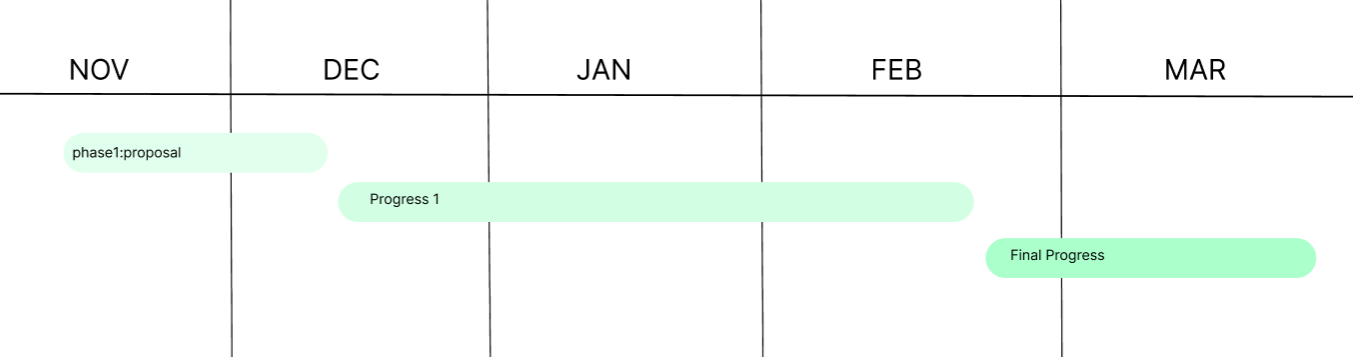 NOV DEC JAN FEB MAR
phase1:proposal
Progress 1
Final Progress